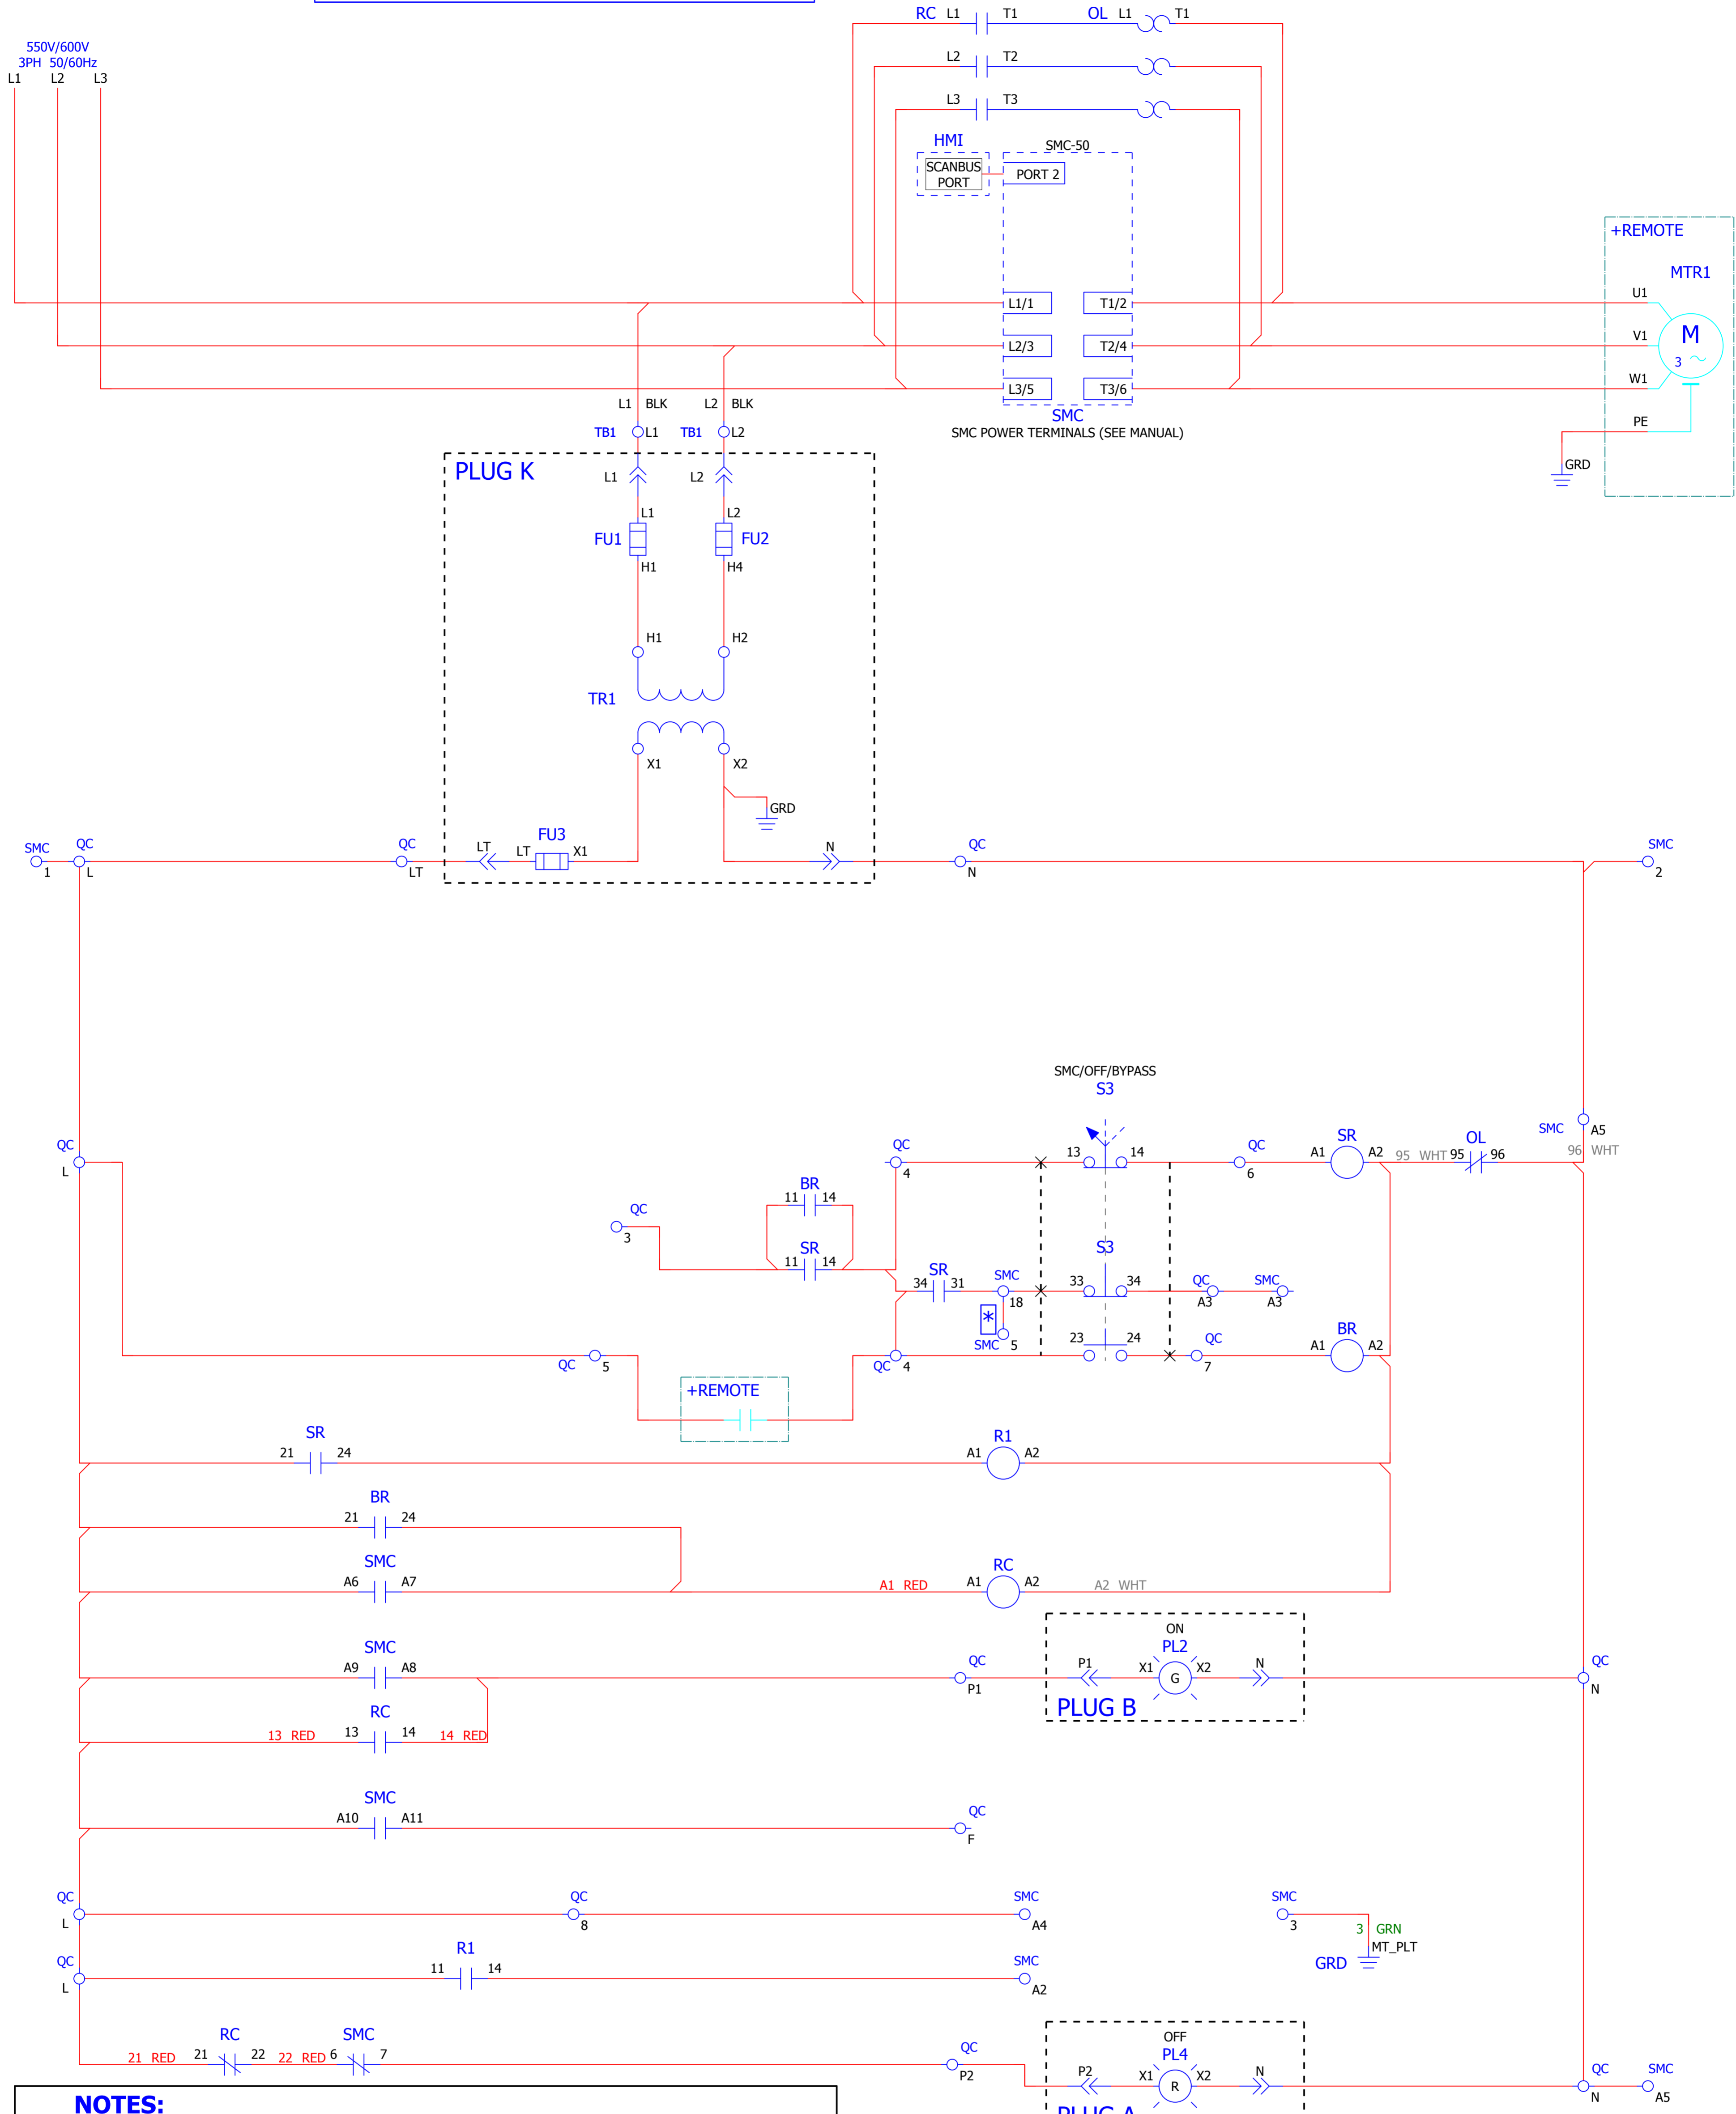 RC L1 T1 OL L1 T1
550V/600V
3PH 50/60Hz
L1 L2 L3
L2 T2
L3 T3
HMI
SMC-50
SCANBUS
PORT
PORT 2
+REMOTE
MTR1
L1/1 T1/2
U1
L2/3 T2/4
V1
M
3
L3/5 T3/6
W1
L1 BLK L2 BLK
SMC
SMC POWER TERMINALS (SEE MANUAL)
TB1 L1 TB1 L2
PE
GRD
PLUG K
L1 L2
L1 L2
FU1 FU2
H1 H4
H1 H2
TR1
X1 X2
GRD
FU3
SMC QC QC LT LT X1 N QC SMC
1 L LT N 2
SMC/OFF/BYPASS
S3
SMC A5
QC QC 13 14 QC SR OL
A1 A2 95 WHT 95 96 96 WHT
L 4 6
BR
11 14
QC
3
SR
11 14
S3
SR
34 31 SMC 33 34 QC SMC
18 A3 A3
*
SMC 5
23 24 QC BR
A1 A2
QC 5 QC 4 7
+REMOTE
SR
21 24
R1
A1 A2
BR
21 24
SMC
A6 A7
RC
A1 RED A1 A2 A2 WHT
ON
SMC
PL2
A9 A8 QC P1 X1 X2 N QC
G
P1 N
RC
PLUG B
13 RED 13 14 14 RED
SMC
A10 A11 QC
F
QC QC SMC SMC
L 8 A4 3
3 GRN
MT_PLT
GRD
R1
QC 11 14 SMC
L A2
RC SMC
OFF
PL4
21 RED 21 22 22 RED 6 7 QC
P2 P2 X1 X2 N QC SMC
R
N A5
NOTES:
PLUG A